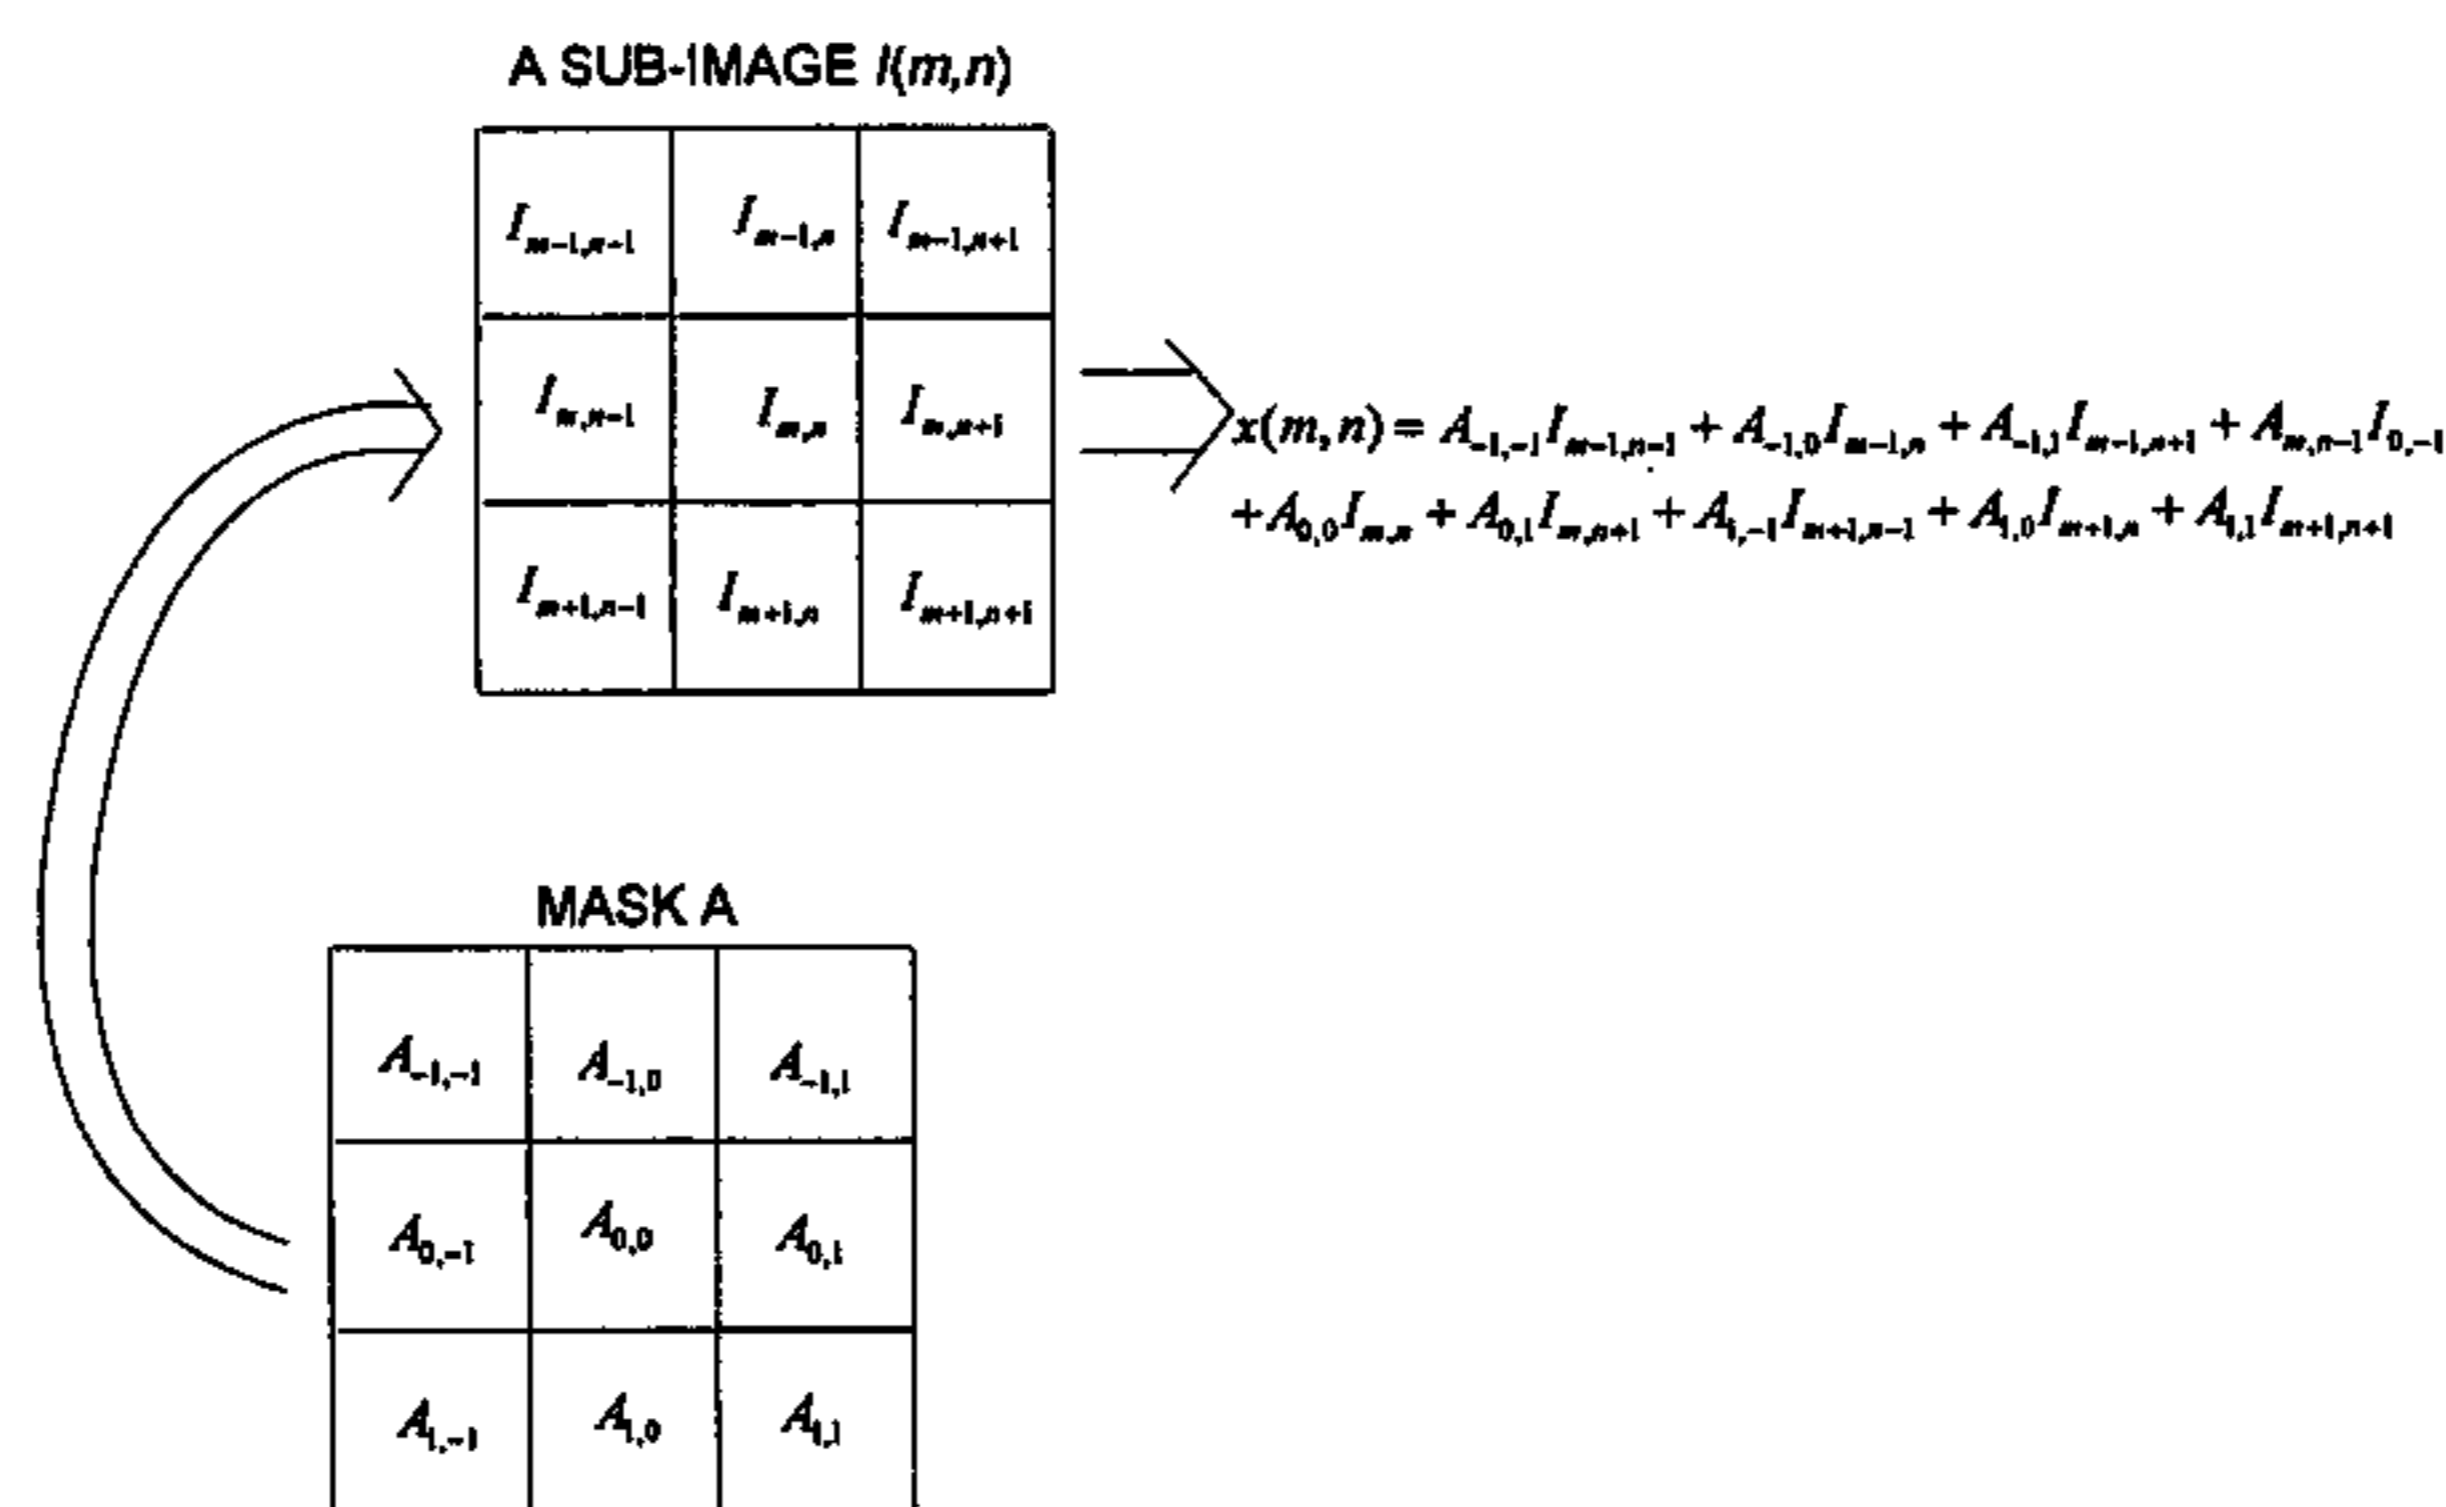 A SUB-IMAGE I(m,n)
I_{m-1,n-1} I_{m-1,n} I_{m-1,n+1}
I_{m,n-1} I_{m,n} I_{m,n+1}
I_{m+1,n-1} I_{m+1,n} I_{m+1,n+1}
x(m,n) = A_{-1,-1}I_{m-1,n-1} + A_{-1,0}I_{m-1,n} + A_{-1,1}I_{m-1,n+1} + A_{m,n-1}I_{0,-1}
+ A_{0,0}I_{m,n} + A_{0,1}I_{m,n+1} + A_{1,-1}I_{m+1,n-1} + A_{1,0}I_{m+1,n} + A_{1,1}I_{m+1,n+1}
MASK A
A_{-1,-1} A_{-1,0} A_{-1,1}
A_{0,-1} A_{0,0} A_{0,1}
A_{1,-1} A_{1,0} A_{1,1}